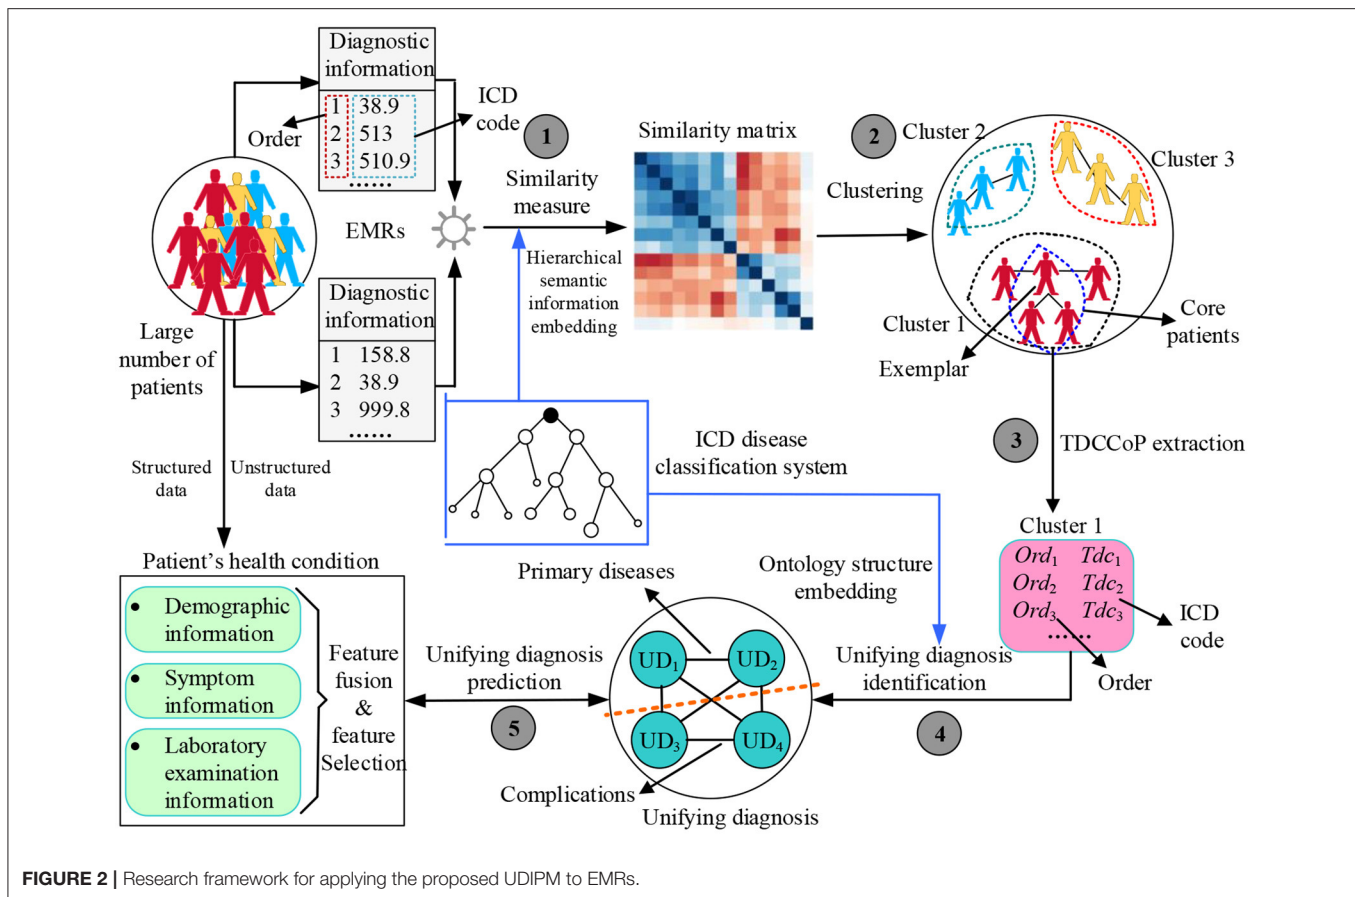 Diagnostic
information
1 38.9
2 513
3 510.9
......
Order
ICD
code
1
Similarity
measure
EMRs
Hierarchical
semantic
information
embedding
Similarity matrix
2
Clustering
Cluster 2
Cluster 3
Cluster 1
Exemplar
Core
patients
Large
number of
patients
Diagnostic
information
1 158.8
2 38.9
3 999.8
......
Structured
data
Unstructured
data
ICD disease
classification system
3
TDCCoP extraction
Cluster 1
Ord1 Tdc1
Ord2 Tdc2
Ord3 Tdc3
......
ICD
code
Order
Ontology structure
embedding
Unifying diagnosis
identification
4
Primary diseases
UD1
UD2
UD3
UD4
Complications
Unifying diagnosis
Unifying diagnosis
prediction
5
Patient's health condition
• Demographic
information
• Symptom
information
• Laboratory
examination
information
Feature
fusion
&
feature
Selection
FIGURE 2 | Research framework for applying the proposed UDIPM to EMRs.